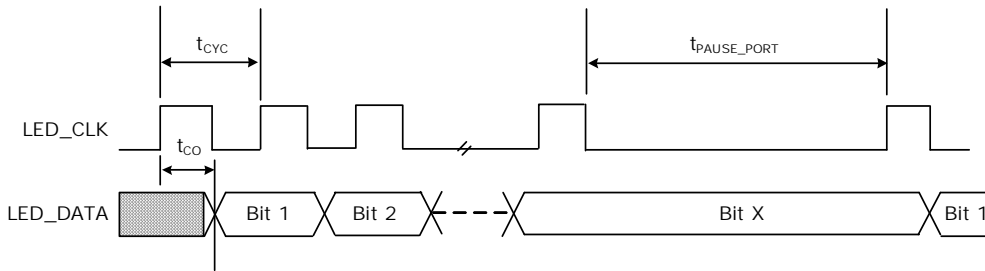 tCYC
tPAUSE_PORT
LED_CLK
tCO
LED_DATA
Bit 1
Bit 2
Bit X
Bit 1